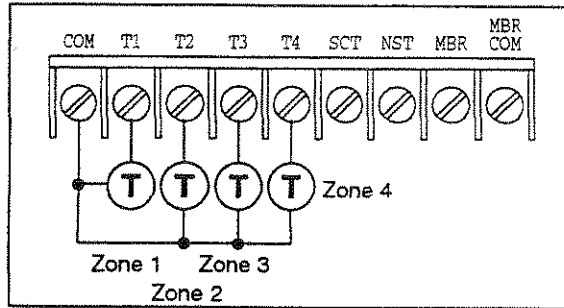 MBR
COM T1 T2 T3 T4 SCT NST MBR COM
T T T T Zone 4
Zone 1 Zone 3
Zone 2